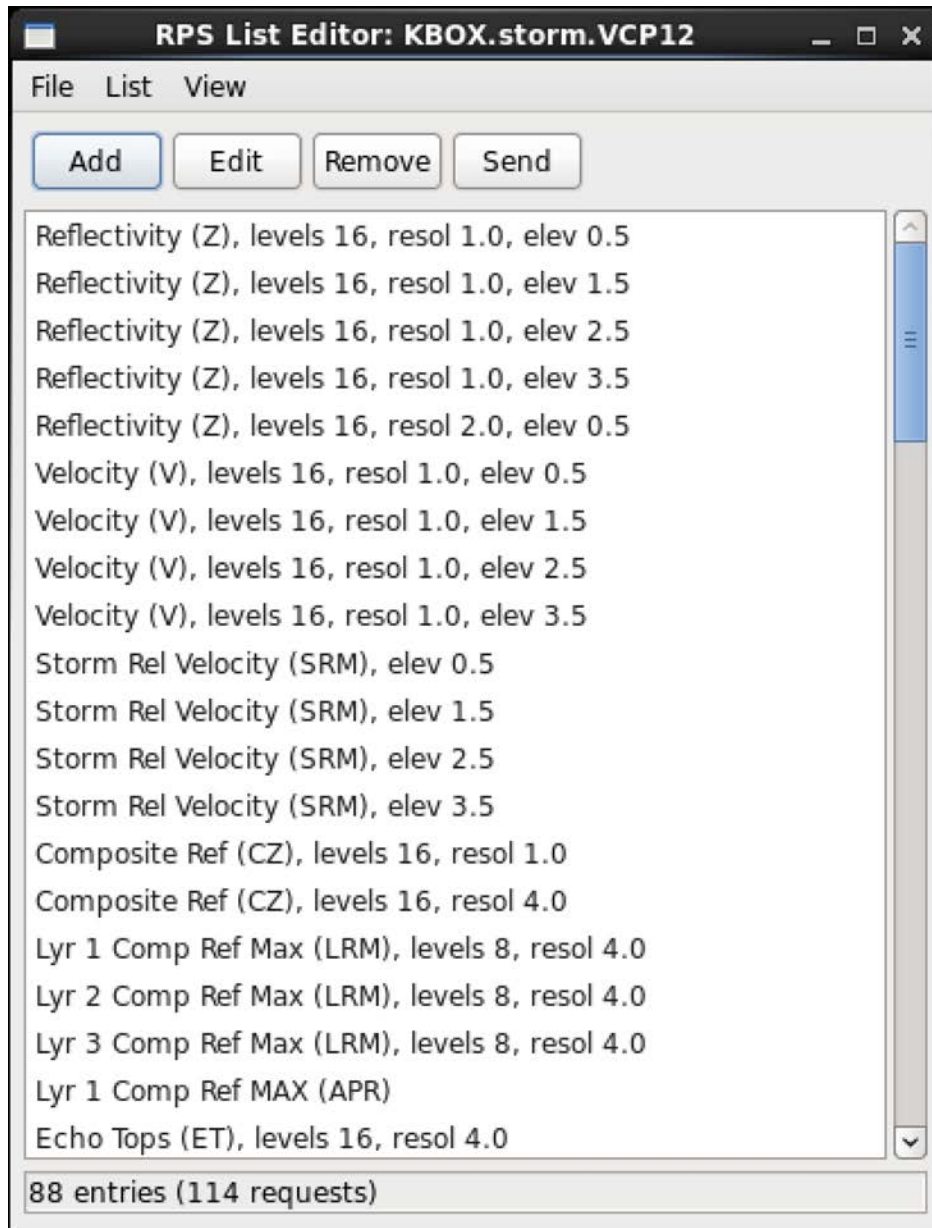 RPS List Editor: KBOX.storm.VCP12
File List View
Add Edit Remove Send
Reflectivity (Z), levels 16, resol 1.0, elev 0.5
Reflectivity (Z), levels 16, resol 1.0, elev 1.5
Reflectivity (Z), levels 16, resol 1.0, elev 2.5
Reflectivity (Z), levels 16, resol 1.0, elev 3.5
Reflectivity (Z), levels 16, resol 2.0, elev 0.5
Velocity (V), levels 16, resol 1.0, elev 0.5
Velocity (V), levels 16, resol 1.0, elev 1.5
Velocity (V), levels 16, resol 1.0, elev 2.5
Velocity (V), levels 16, resol 1.0, elev 3.5
Storm Rel Velocity (SRM), elev 0.5
Storm Rel Velocity (SRM), elev 1.5
Storm Rel Velocity (SRM), elev 2.5
Storm Rel Velocity (SRM), elev 3.5
Composite Ref (CZ), levels 16, resol 1.0
Composite Ref (CZ), levels 16, resol 4.0
Lyr 1 Comp Ref Max (LRM), levels 8, resol 4.0
Lyr 2 Comp Ref Max (LRM), levels 8, resol 4.0
Lyr 3 Comp Ref Max (LRM), levels 8, resol 4.0
Lyr 1 Comp Ref MAX (APR)
Echo Tops (ET), levels 16, resol 4.0
88 entries (114 requests)